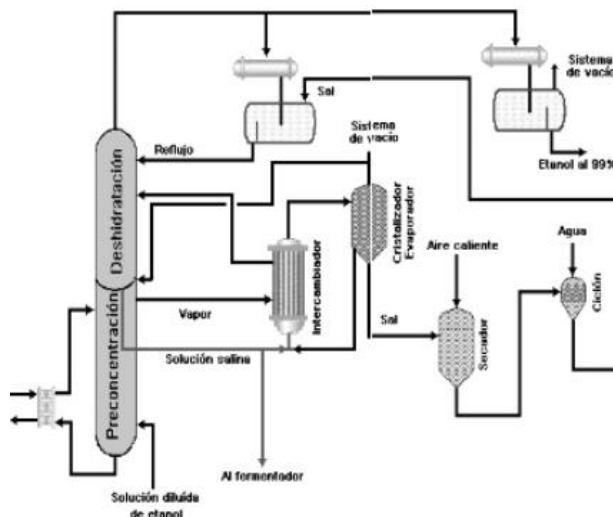 Sistema
de vacío
Sal
Sistema
de vacío
Etanol al 99%
Reflujo
Deshidratación
Cristalizador
Evaporador
Aire caliente
Agua
Intercambiador
Ciclón
Vapor
Preconcentración
Sal
Secador
Solución salina
Al fermentador
Solución diluída
de etanol